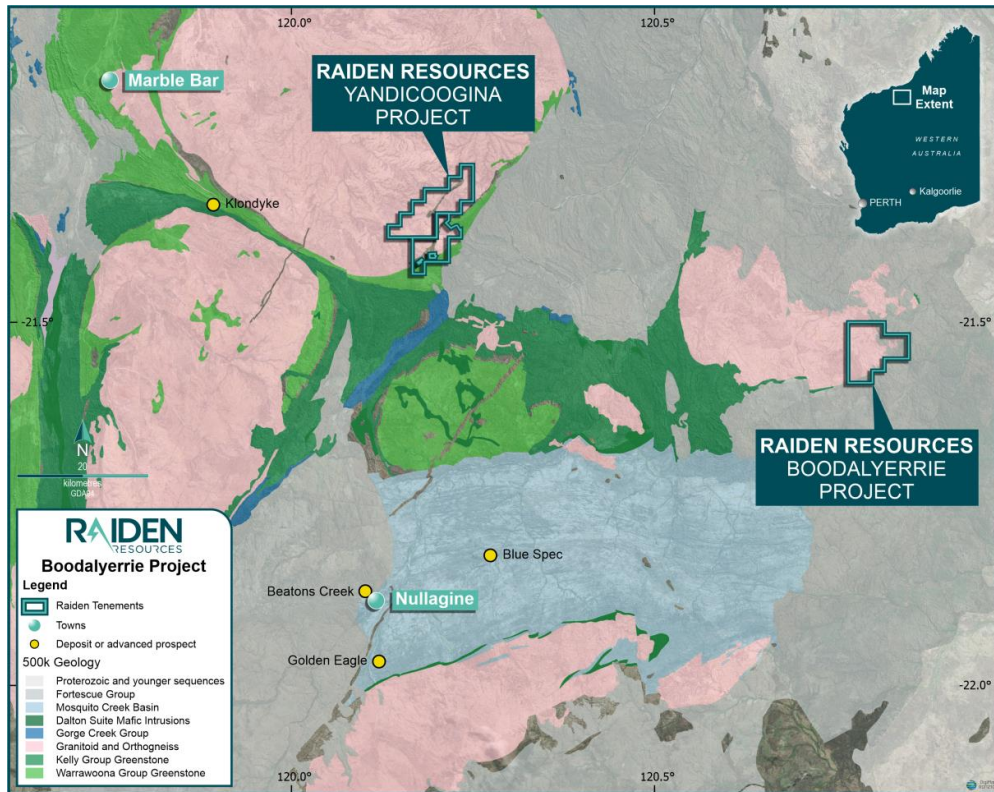 120.0°
120.5°
Marble Bar
RAIDEN RESOURCES
YANDICOOGINA
PROJECT
Map
Extent
WESTERN
AUSTRALIA
Kalgoorlie
PERTH
Klondyke
-21.5°
-21.5°
N
20
kilometres
GDA94
RAIDEN RESOURCES
BOODALYERRIE
PROJECT
RAIDEN
RESOURCES
Boodalyerrie Project
Legend
Raiden Tenements
Towns
Deposit or advanced prospect
500k Geology
Proterozoic and younger sequences
Fortescue Group
Mosquito Creek Basin
Dalton Suite Mafic Intrusions
Gorge Creek Group
Granitoid and Orthogneiss
Kelly Group Greenstone
Warrawoona Group Greenstone
Blue Spec
Beatons Creek
Nullagine
Golden Eagle
-22.0°
120.0°
120.5°